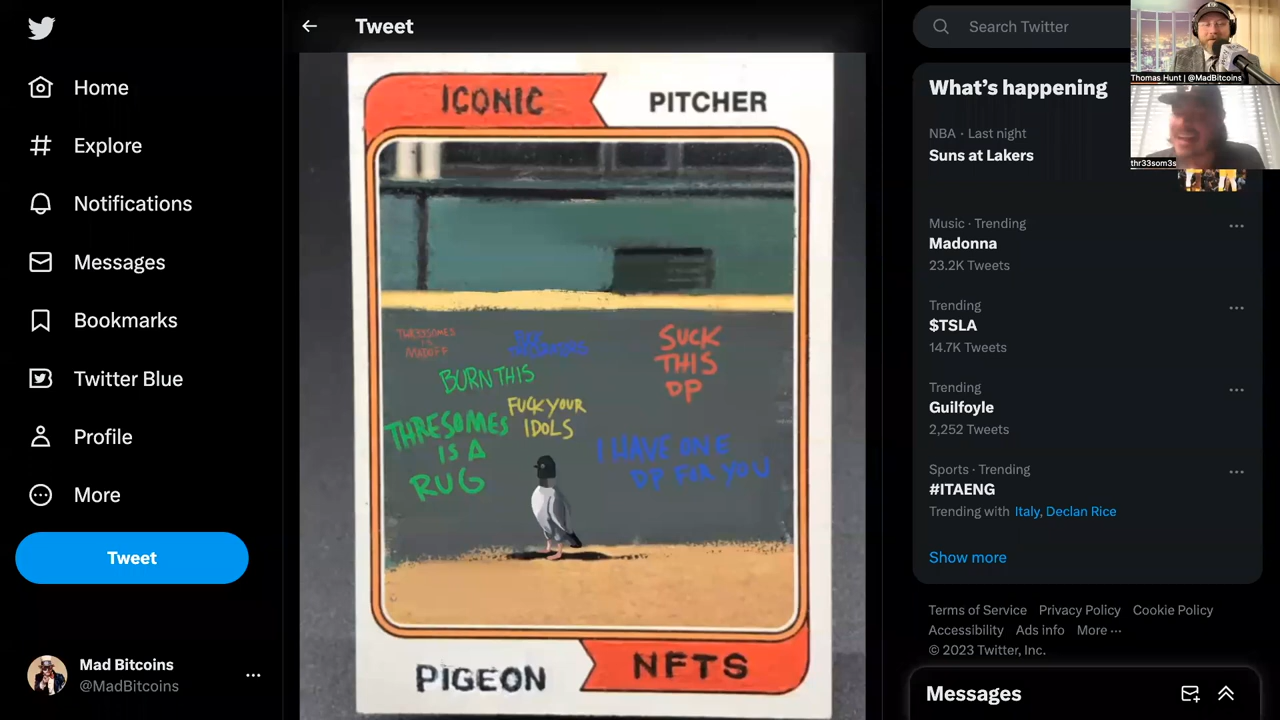 Tweet
Home
Explore
Notifications
Messages
Bookmarks
Twitter Blue
Profile
More
Tweet
Mad Bitcoins
@MadBitcoins
ICONIC
PITCHER
THRE3SOMES
IS
MADOFF
BURN THIS
SUCK
THIS
DP
FUCK YOUR
IDOLS
THRESOMES
IS A
RUG
I HAVE ONE
DP FOR YOU
PIGEON
NFTS
Search Twitter
Thomas Hunt | @MadBitcoins
thr33som3s
What's happening
NBA · Last night
Suns at Lakers
Music · Trending
Madonna
23.2K Tweets
Trending
$TSLA
14.7K Tweets
Trending
Guilfoyle
2,252 Tweets
Sports · Trending
#ITAENG
Trending with Italy, Declan Rice
Show more
Terms of Service Privacy Policy Cookie Policy
Accessibility Ads info More ···
© 2023 Twitter, Inc.
Messages